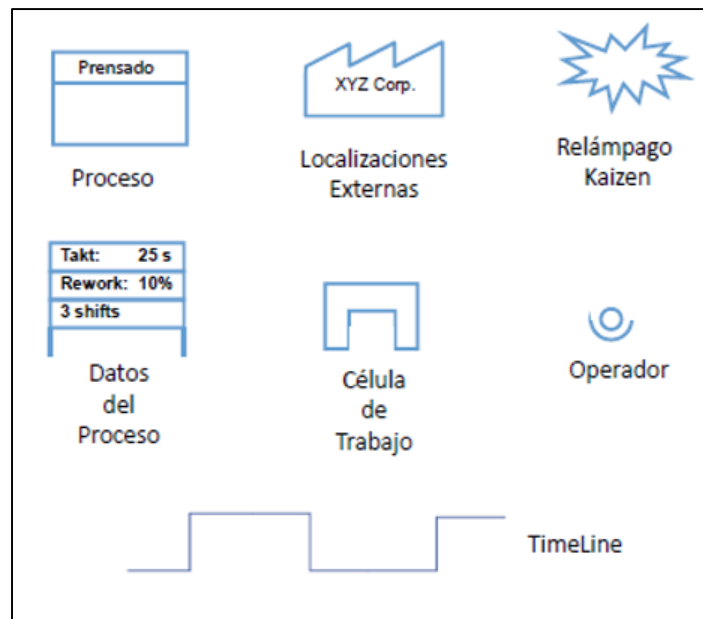 Prensado
Proceso
XYZ Corp.
Localizaciones
Externas
Relámpago
Kaizen
Takt: 25 s
Rework: 10%
3 shifts
Datos
del
Proceso
Célula
de
Trabajo
Operador
TimeLine